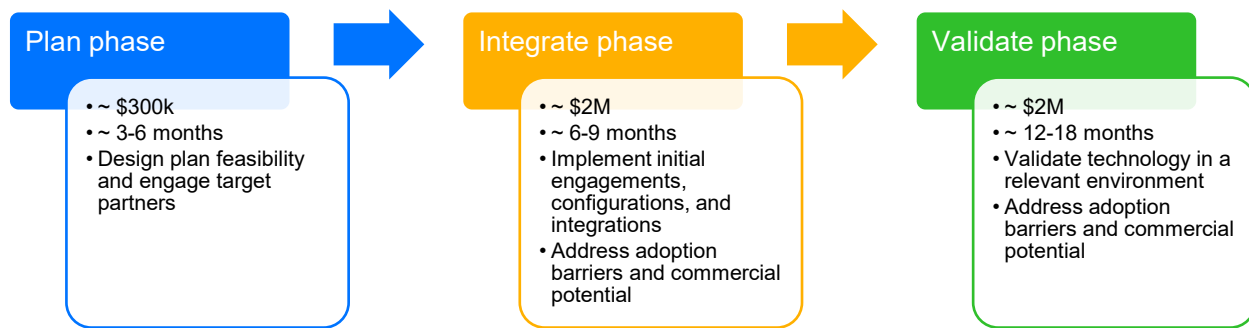 Plan phase
• ~ $300k
• ~ 3-6 months
• Design plan feasibility
and engage target
partners
Integrate phase
• ~ $2M
• ~ 6-9 months
• Implement initial
engagements,
configurations, and
integrations
• Address adoption
barriers and commercial
potential
Validate phase
• ~ $2M
• ~ 12-18 months
• Validate technology in a
relevant environment
• Address adoption
barriers and commercial
potential